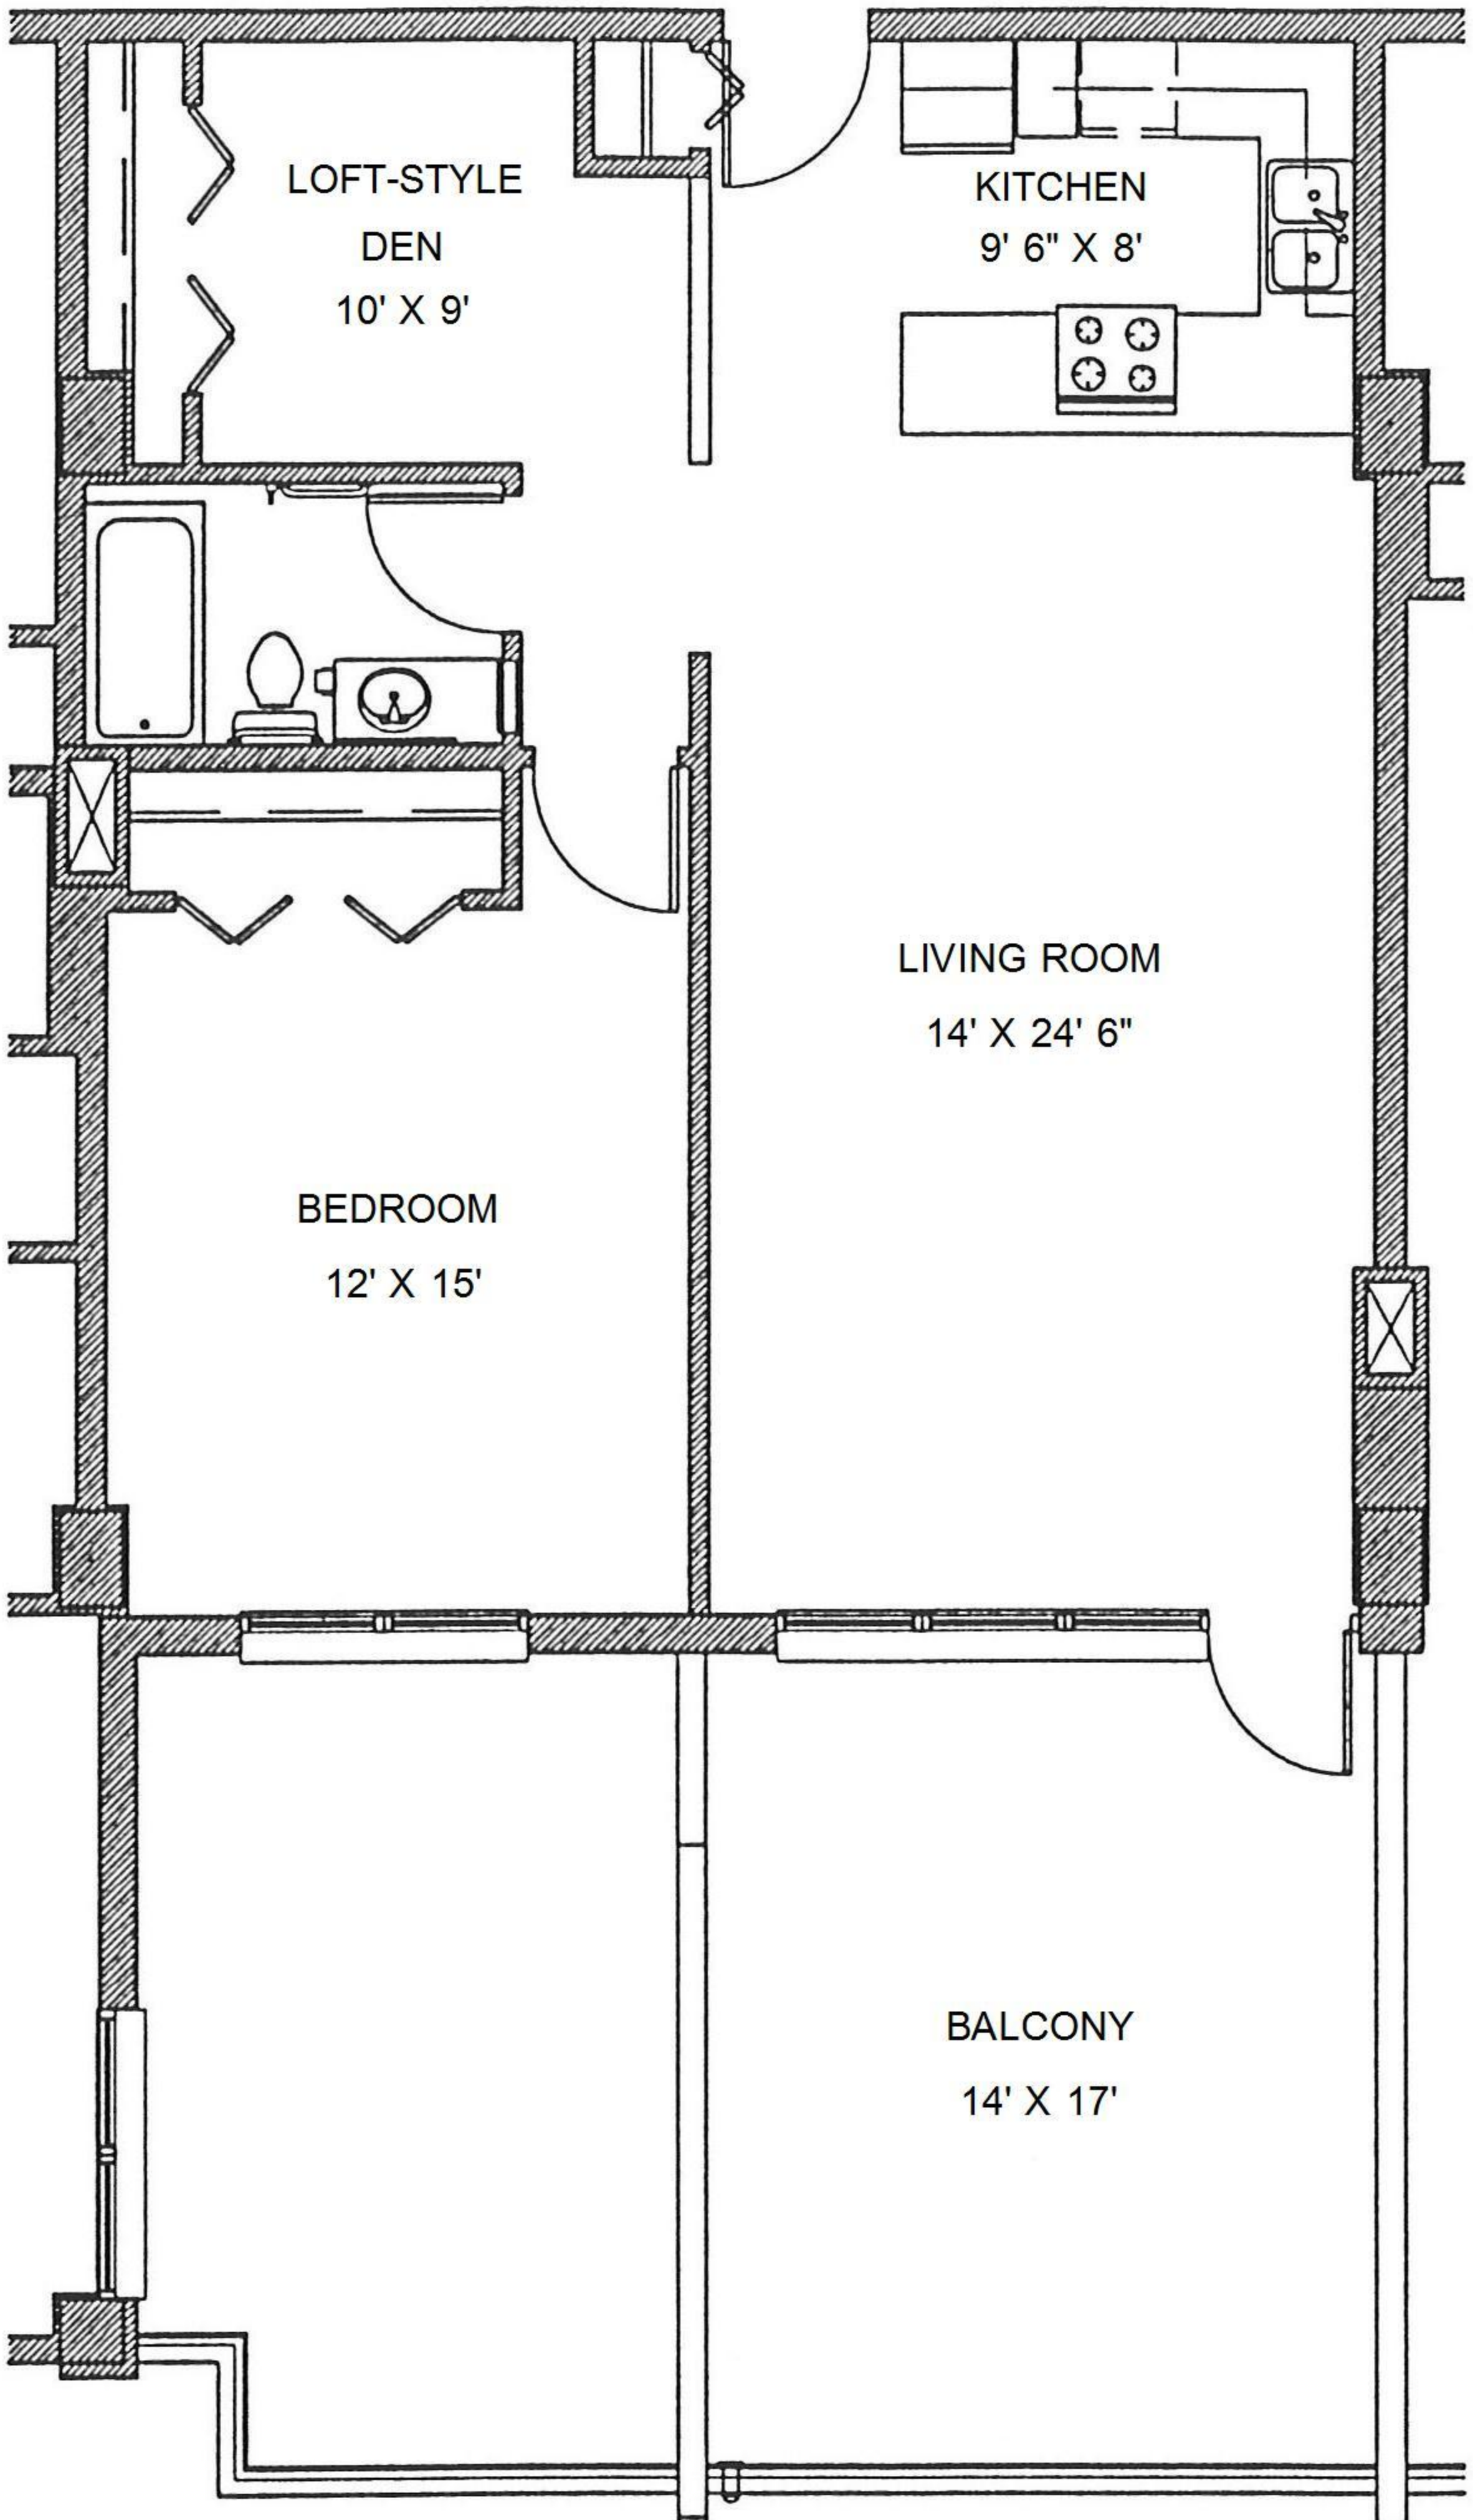 LOFT-STYLE
DEN
10' X 9'
KITCHEN
9' 6" X 8'
LIVING ROOM
14' X 24' 6"
BEDROOM
12' X 15'
BALCONY
14' X 17'